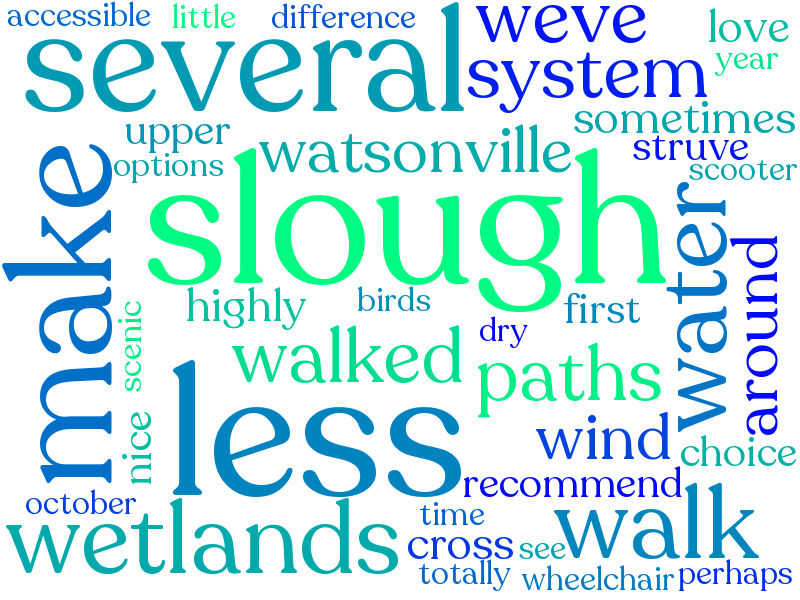 accessible
little
difference
weve
love
several
system
year
upper
sometimes
options
watsonville
struve
scooter
make
slough
water
around
highly
birds
first
scenic
dry
walked
paths
less
nice
wind
choice
october
recommend
wetlands
time
walk
cross
see
totally
wheelchair
perhaps